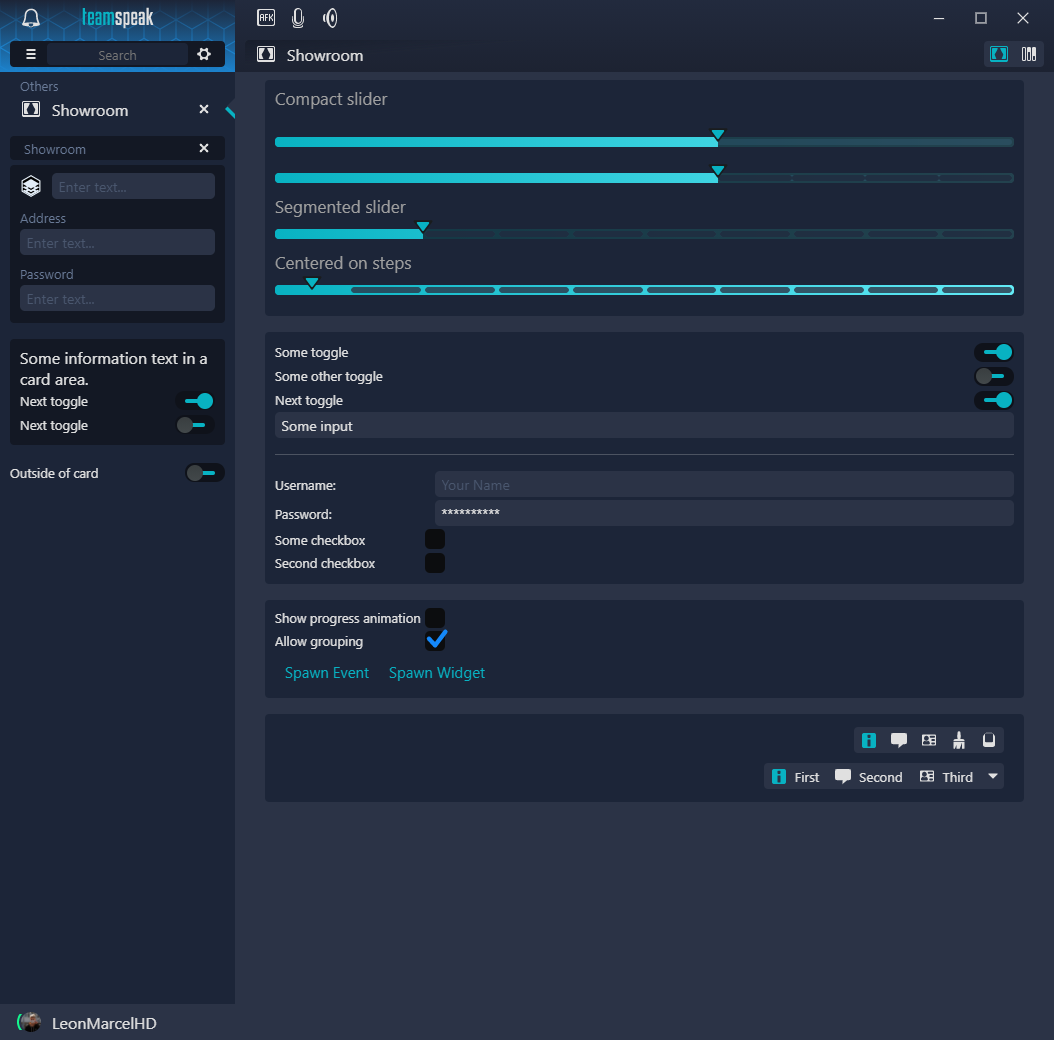 teamspeak
AFK
Search
Showroom
Others
Showroom
Showroom
Enter text...
Address
Enter text...
Password
Enter text...
Some information text in a
card area.
Next toggle
Next toggle
Outside of card
Compact slider
Segmented slider
Centered on steps
Some toggle
Some other toggle
Next toggle
Some input
Username: Your Name
Password: **********
Some checkbox
Second checkbox
Show progress animation
Allow grouping
Spawn Event Spawn Widget
First Second Third
LeonMarcelHD